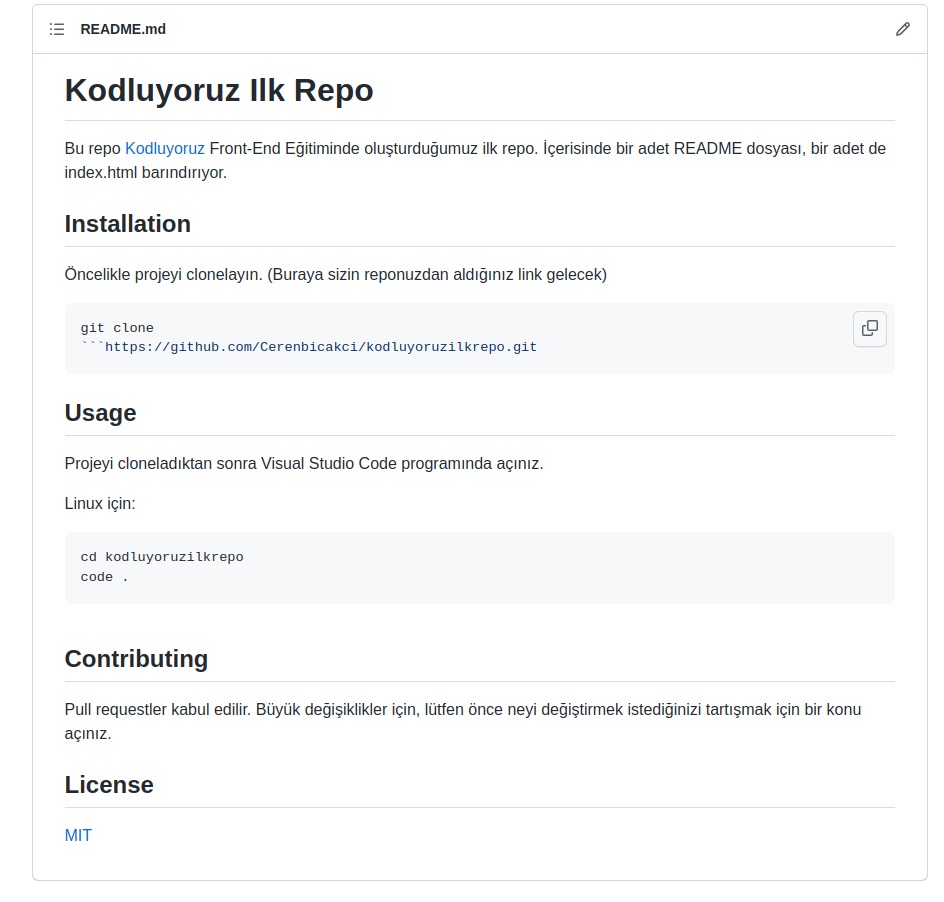 README.md
Kodluyoruz Ilk Repo
Bu repo Kodluyoruz Front-End Eğitiminde oluşturduğumuz ilk repo. İçerisinde bir adet README dosyası, bir adet de
index.html barındırıyor.
Installation
Öncelikle projeyi clonelayın. (Buraya sizin reponuzdan aldığınız link gelecek)
git clone
```https://github.com/Cerenbicakci/kodluyoruzilkrepo.git
Usage
Projeyi cloneladıktan sonra Visual Studio Code programında açınız.
Linux için:
cd kodluyoruzilkrepo
code .
Contributing
Pull requestler kabul edilir. Büyük değişiklikler için, lütfen önce neyi değiştirmek istediğinizi tartışmak için bir konu
açınız.
License
MIT